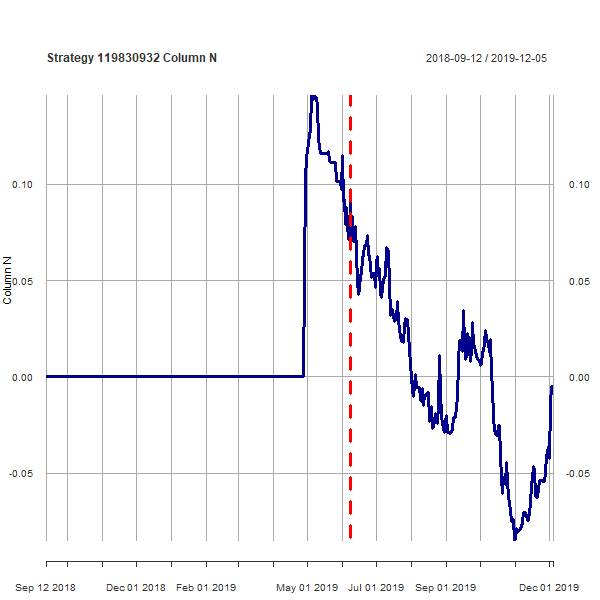 Strategy 119830932 Column N
2018-09-12 / 2019-12-05
Column N
0.10 0.10
0.05 0.05
0.00 0.00
-0.05 -0.05
Sep 12 2018 Dec 01 2018 Feb 01 2019 May 01 2019 Jul 01 2019 Sep 01 2019 Dec 01 2019